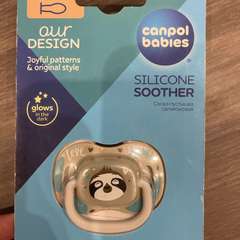 our
DESIGN
Joyful patterns
& original style
glows
in the dark
canpol
babies
SILICONE
SOOTHER